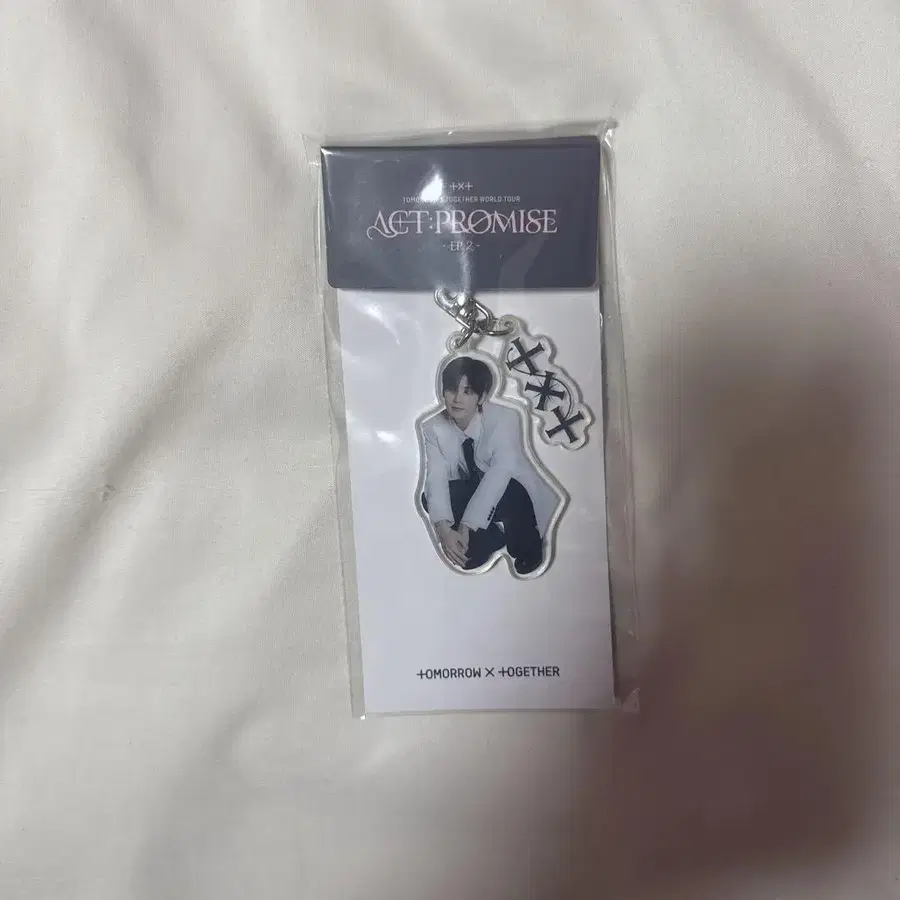 +×+
TOMORROW × TOGETHER WORLD TOUR
ACT:PROMISE
- EP. 2 -
+×+
TOMORROW × TOGETHER